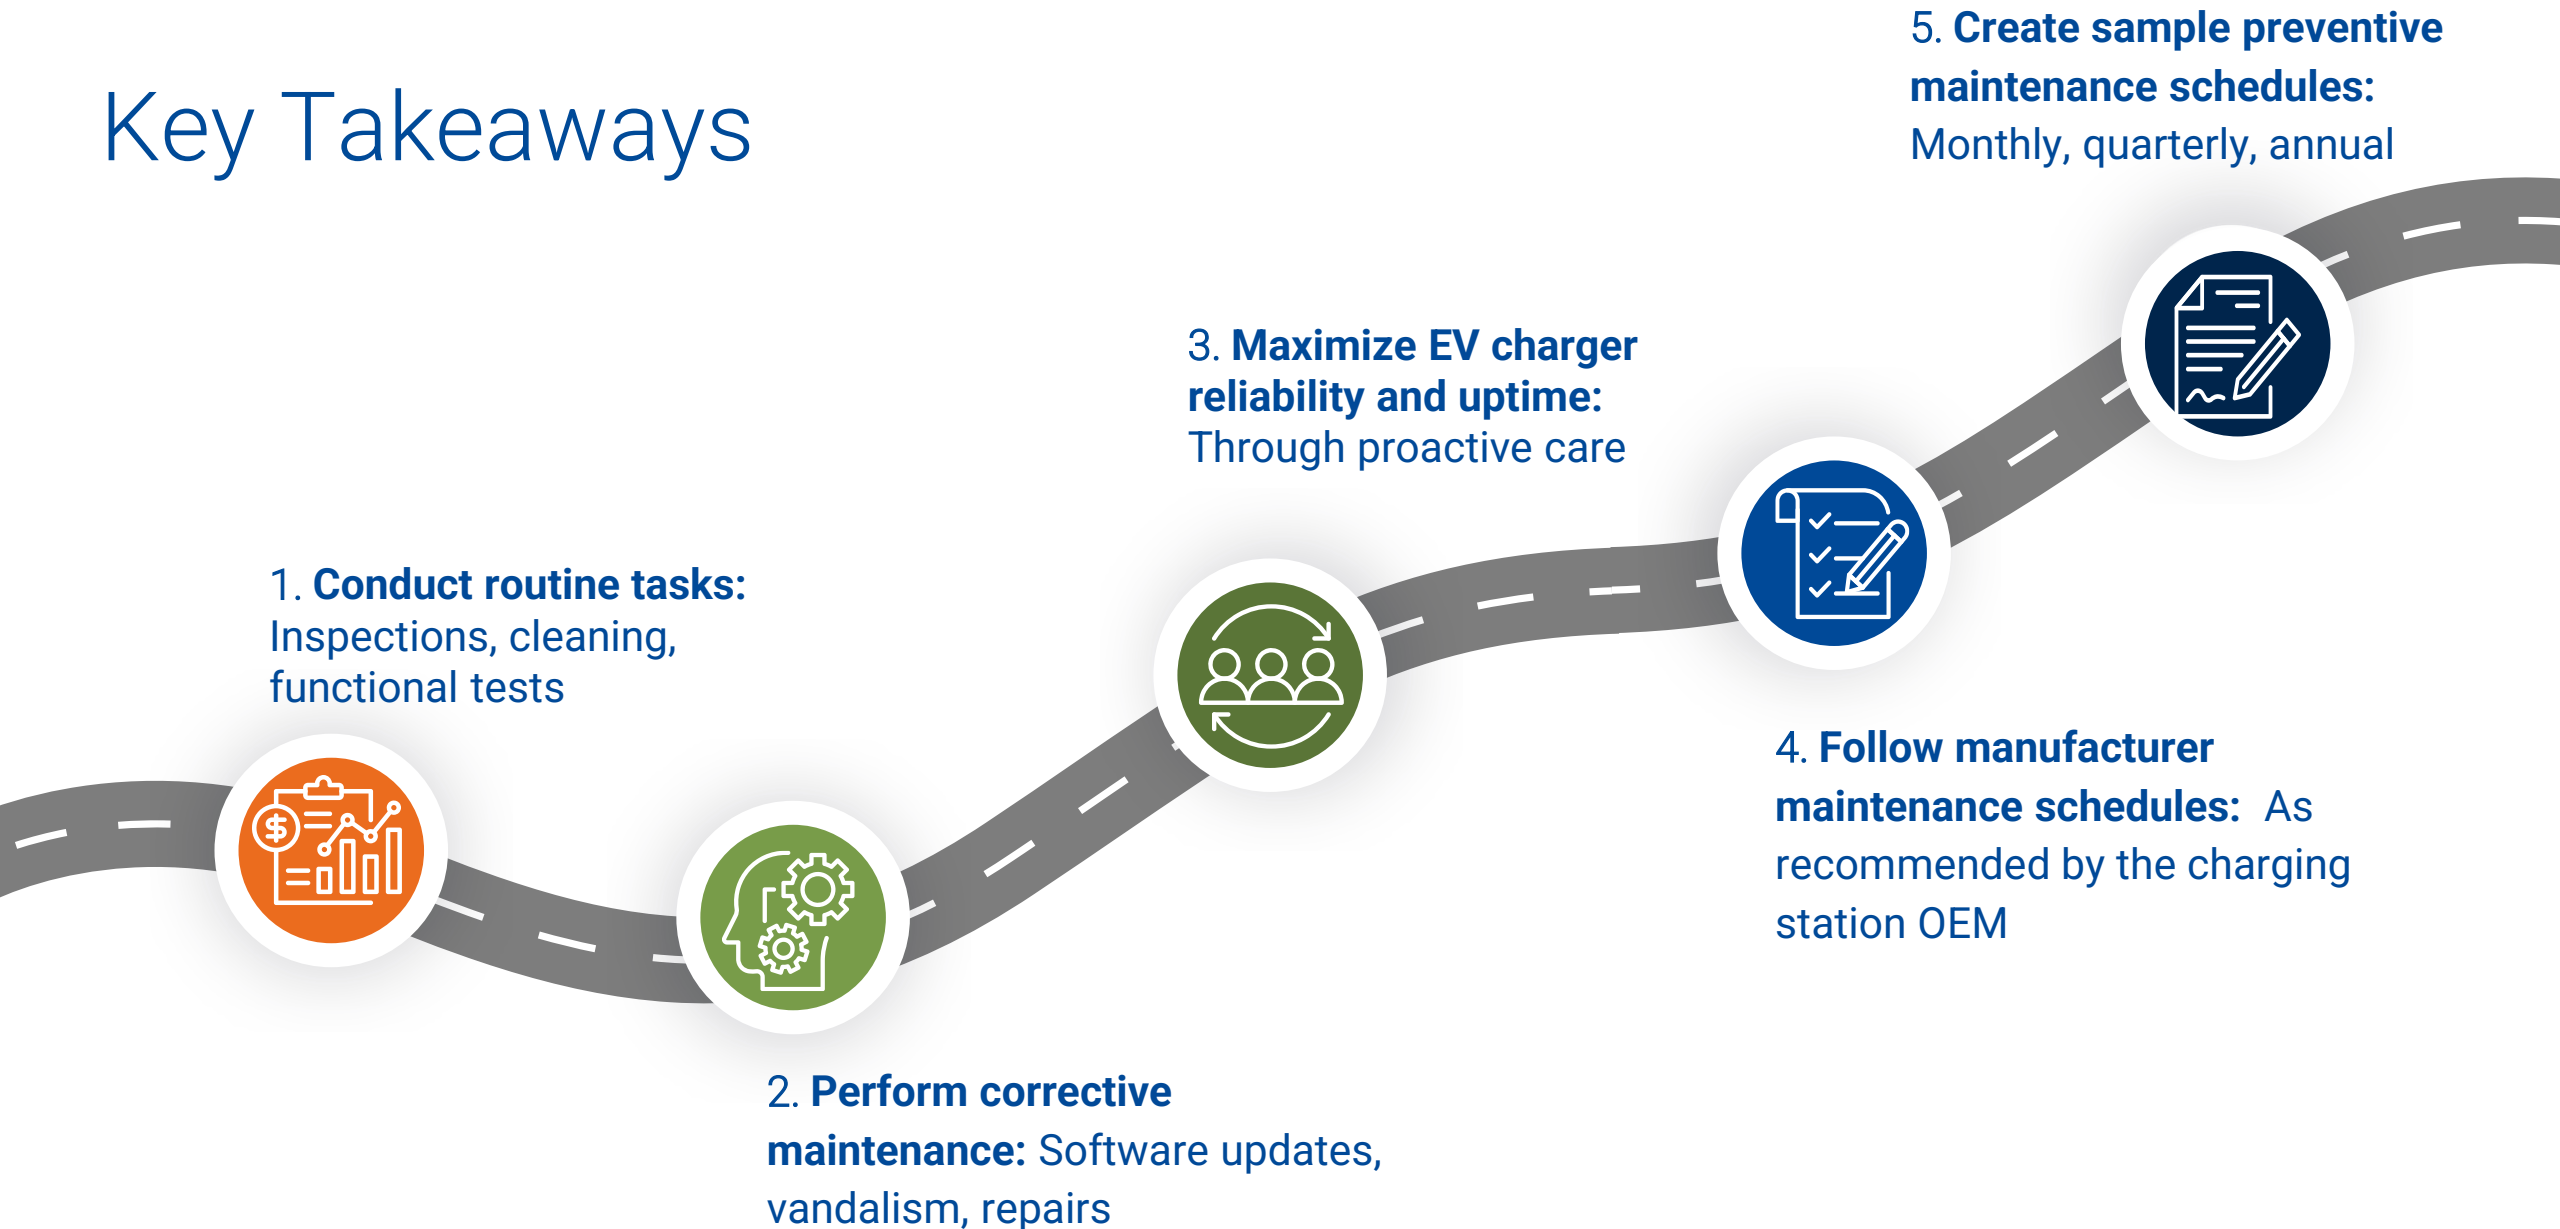 Key Takeaways
1. Conduct routine tasks:
Inspections, cleaning,
functional tests
2. Perform corrective
maintenance: Software updates,
vandalism, repairs
3. Maximize EV charger
reliability and uptime:
Through proactive care
4. Follow manufacturer
maintenance schedules:  As
recommended by the charging
station OEM
5. Create sample preventive
maintenance schedules:
Monthly, quarterly, annual
$